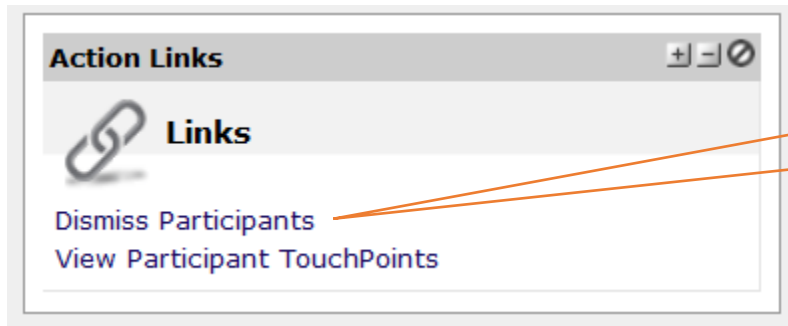 Action Links
Links
Dismiss Participants
View Participant TouchPoints